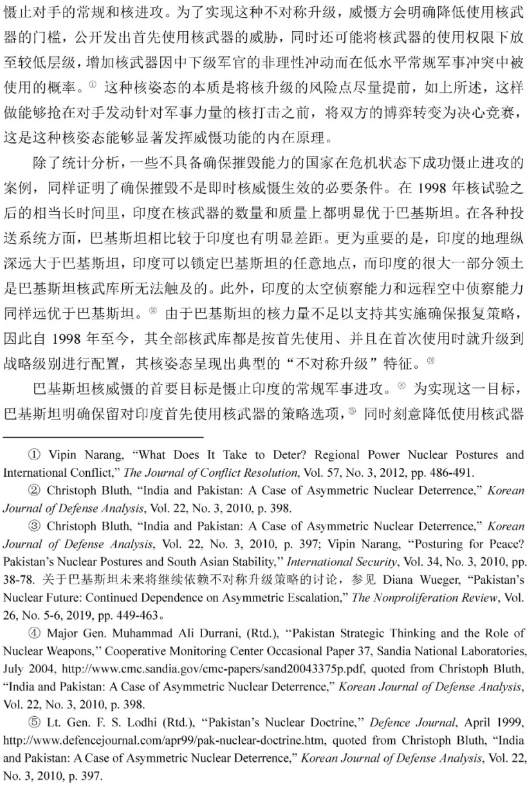 慑止对手的常规和核进攻。为了实现这种不对称升级，威慑方会明确降低使用核武
器的门槛，公开发出首先使用核武器的威胁，同时还可能将核武器的使用权限下放
至较低层级，增加核武器因中下级军官的非理性冲动而在低水平常规军事冲突中被
使用的概率。① 这种核姿态的本质是将核升级的风险点尽量提前，如上所述，这样
做能够抢在对手发动针对军事力量的核打击之前，将双方的博弈转变为决心竞赛，
这是这种核姿态能够显著发挥威慑功能的内在原理。
除了统计分析，一些不具备确保摧毁能力的国家在危机状态下成功慑止进攻的
案例，同样证明了确保摧毁不是即时核威慑生效的必要条件。在 1998 年核试验之
后的相当长时间里，印度在核武器的数量和质量上都明显优于巴基斯坦。在各种投
送系统方面，巴基斯坦相比较于印度也有明显差距。更为重要的是，印度的地理纵
深远大于巴基斯坦，印度可以锁定巴基斯坦的任意地点，而印度的很大一部分领土
是巴基斯坦核武库所无法触及的。此外，印度的太空侦察能力和远程空中侦察能力
同样远优于巴基斯坦。② 由于巴基斯坦的核力量不足以支持其实施确保报复策略，
因此自 1998 年至今，其全部核武库都是按首先使用、并且在首次使用时就升级到
战略级别进行配置，其核姿态呈现出典型的“不对称升级”特征。③
巴基斯坦核威慑的首要目标是慑止印度的常规军事进攻。④ 为实现这一目标，
巴基斯坦明确保留对印度首先使用核武器的策略选项，⑤ 同时刻意降低使用核武器
① Vipin Narang, “What Does It Take to Deter? Regional Power Nuclear Postures and
International Conflict,” The Journal of Conflict Resolution, Vol. 57, No. 3, 2012, pp. 486-491.
② Christoph Bluth, “India and Pakistan: A Case of Asymmetric Nuclear Deterrence,” Korean
Journal of Defense Analysis, Vol. 22, No. 3, 2010, p. 398.
③ Christoph Bluth, “India and Pakistan: A Case of Asymmetric Nuclear Deterrence,” Korean
Journal of Defense Analysis, Vol. 22, No. 3, 2010, p. 397; Vipin Narang, “Posturing for Peace?
Pakistan’s Nuclear Postures and South Asian Stability,” International Security, Vol. 34, No. 3, 2010, pp.
38-78. 关于巴基斯坦未来将继续依赖不对称升级策略的讨论，参见 Diana Wueger, “Pakistan’s
Nuclear Future: Continued Dependence on Asymmetric Escalation,” The Nonproliferation Review, Vol.
26, No. 5-6, 2019, pp. 449-463。
④ Major Gen. Muhammad Ali Durrani, (Rtd.), “Pakistan Strategic Thinking and the Role of
Nuclear Weapons,” Cooperative Monitoring Center Occasional Paper 37, Sandia National Laboratories,
July 2004, http://www.cmc.sandia.gov/cmc-papers/sand20043375p.pdf, quoted from Christoph Bluth,
“India and Pakistan: A Case of Asymmetric Nuclear Deterrence,” Korean Journal of Defense Analysis,
Vol. 22, No. 3, 2010, p. 398.
⑤ Lt. Gen. F. S. Lodhi (Rtd.), “Pakistan’s Nuclear Doctrine,” Defence Journal, April 1999,
http://www.defencejournal.com/apr99/pak-nuclear-doctrine.htm, quoted from Christoph Bluth, “India
and Pakistan: A Case of Asymmetric Nuclear Deterrence,” Korean Journal of Defense Analysis, Vol. 22,
No. 3, 2010, p. 397.